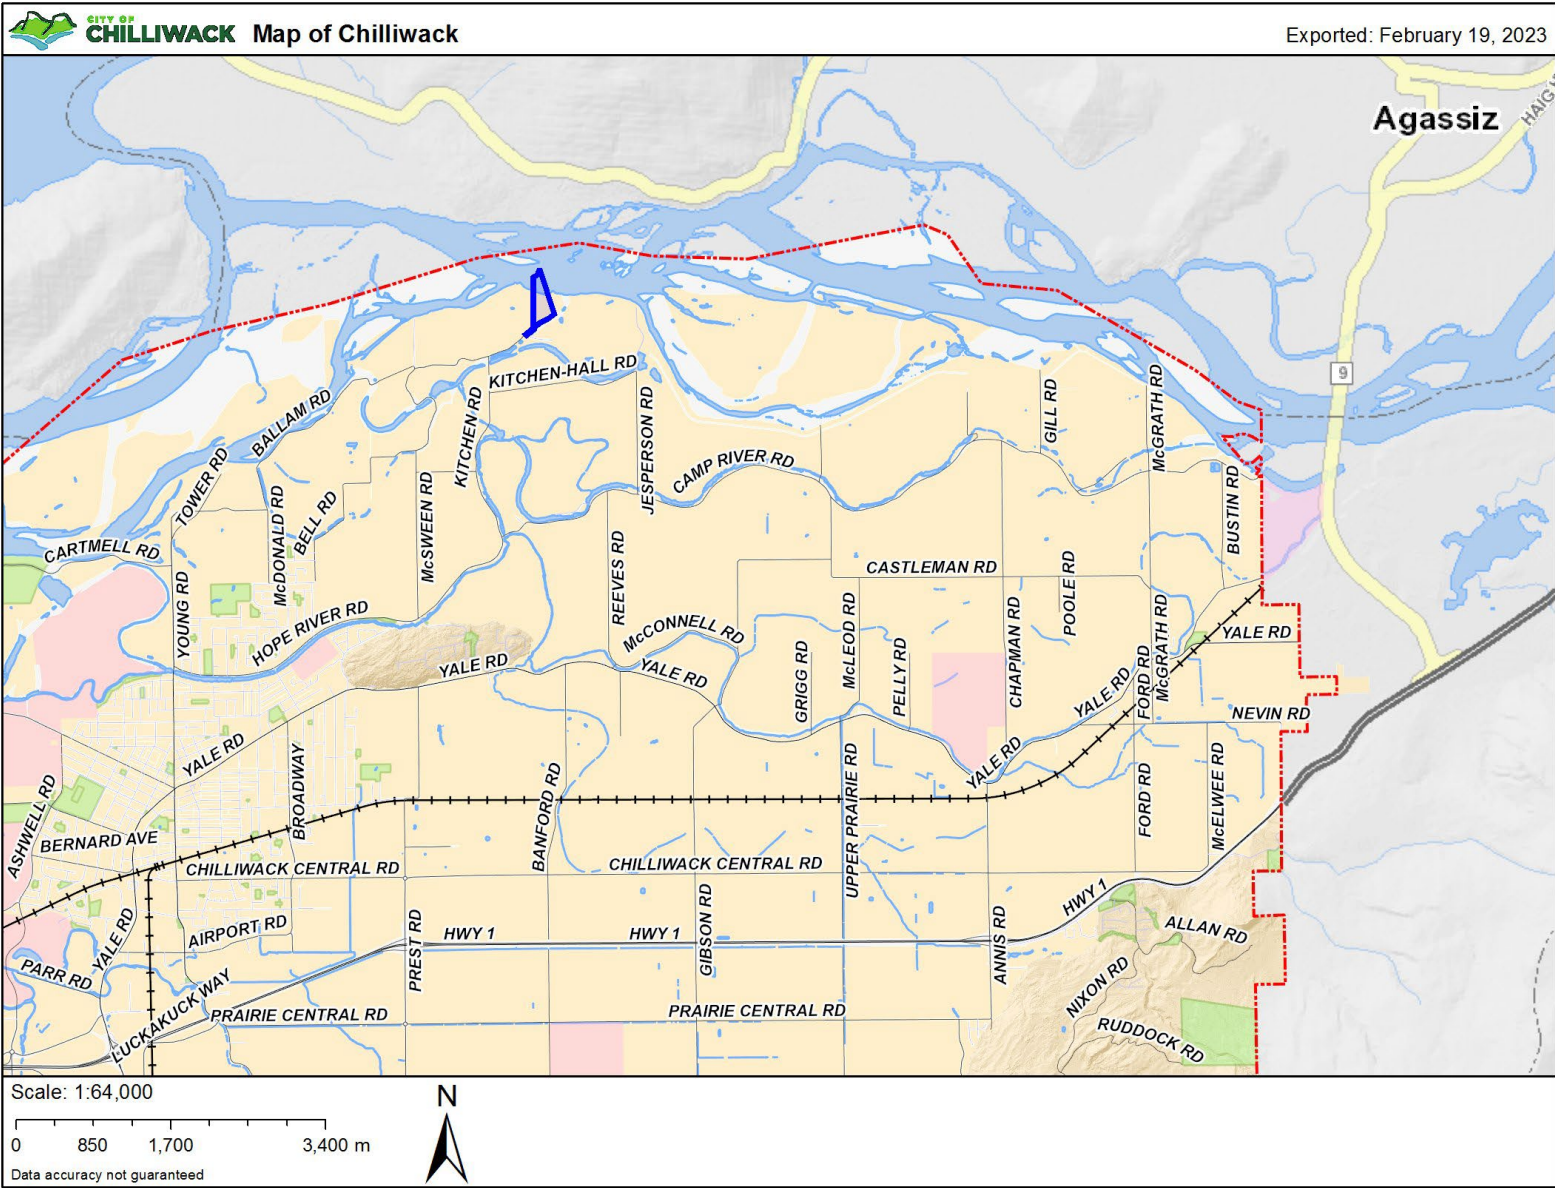 CITY OF
CHILLIWACK
Map of Chilliwack
Exported: February 19, 2023
Agassiz
9
KITCHEN-HALL RD
BALLAM RD
KITCHEN RD
JESPERSON RD
GILL RD
McGRATH RD
TOWER RD
CAMP RIVER RD
McDONALD RD
BELL RD
McSWEEN RD
BUSTIN RD
CARTMELL RD
YOUNG RD
REEVES RD
CASTLEMAN RD
POOLE RD
HOPE RIVER RD
McCONNELL RD
McLEOD RD
CHAPMAN RD
McGRATH RD
YALE RD
YALE RD
YALE RD
GRIGG RD
PELLY RD
YALE RD
FORD RD
NEVIN RD
YALE RD
BROADWAY
YALE RD
UPPER PRAIRIE RD
FORD RD
McELWEE RD
ASHWELL RD
BERNARD AVE
BANFORD RD
CHILLIWACK CENTRAL RD
CHILLIWACK CENTRAL RD
HWY 1
YALE RD
AIRPORT RD
PREST RD
HWY 1
HWY 1
GIBSON RD
ANNIS RD
ALLAN RD
PARR RD
LUCKAKUCK WAY
NIXON RD
PRAIRIE CENTRAL RD
PRAIRIE CENTRAL RD
RUDDOCK RD
Scale: 1:64,000
N
0 850 1,700 3,400 m
Data accuracy not guaranteed